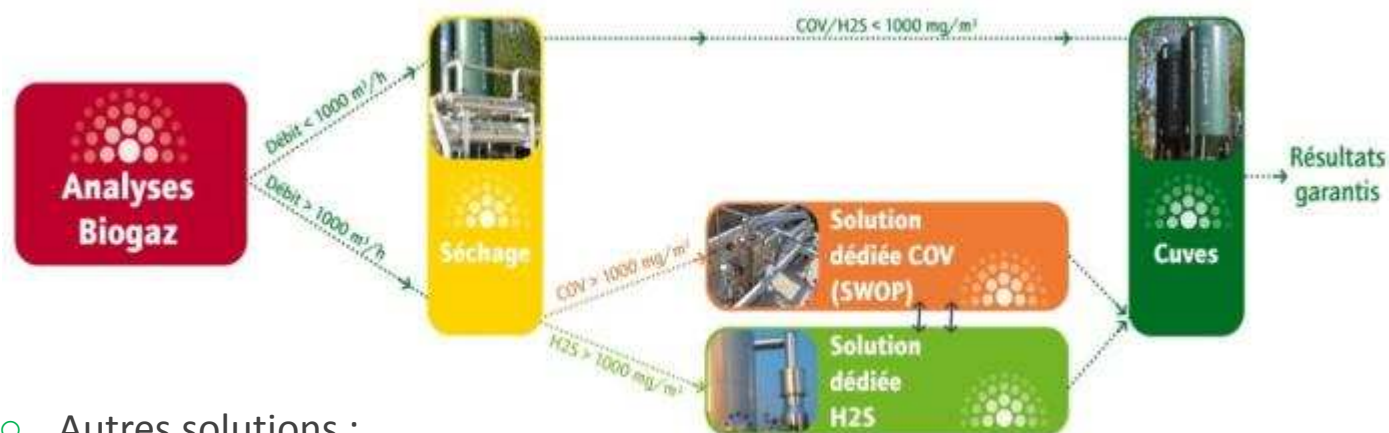 Analyses
Biogaz
Débit < 1000 m³/h
Débit > 1000 m³/h
Séchage
COV/H2S < 1000 mg/m³
COV > 1000 mg/m³
H2S > 1000 mg/m³
Solution
dédiée COV
(SWOP)
Solution
dédiée
H2S
Cuves
Résultats
garantis
○ Autres solutions :